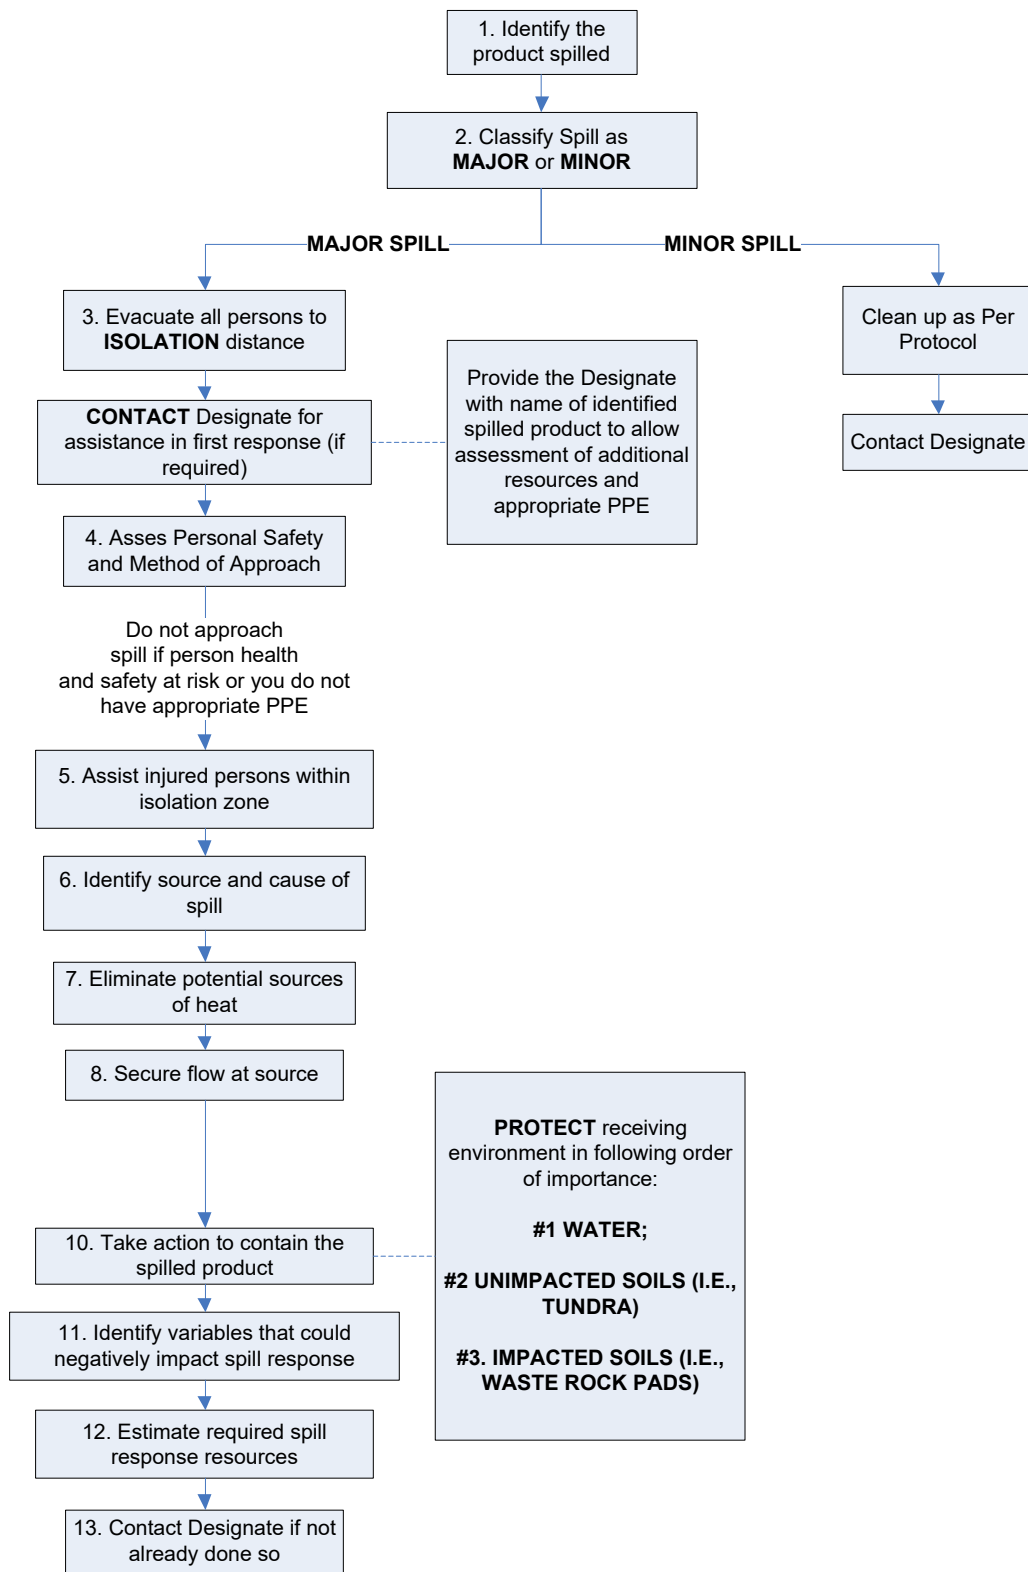 1. Identify the
product spilled
2. Classify Spill as
MAJOR or MINOR
MAJOR SPILL
MINOR SPILL
3. Evacuate all persons to
ISOLATION distance
Clean up as Per
Protocol
CONTACT Designate for
assistance in first response (if
required)
Provide the Designate
with name of identified
spilled product to allow
assessment of additional
resources and
appropriate PPE
Contact Designate
4. Asses Personal Safety
and Method of Approach
Do not approach
spill if person health
and safety at risk or you do not
have appropriate PPE
5. Assist injured persons within
isolation zone
6. Identify source and cause of
spill
7. Eliminate potential sources
of heat
8. Secure flow at source
PROTECT receiving
environment in following order
of importance:
#1 WATER;
#2 UNIMPACTED SOILS (I.E.,
TUNDRA)
#3. IMPACTED SOILS (I.E.,
WASTE ROCK PADS)
10. Take action to contain the
spilled product
11. Identify variables that could
negatively impact spill response
12. Estimate required spill
response resources
13. Contact Designate if not
already done so